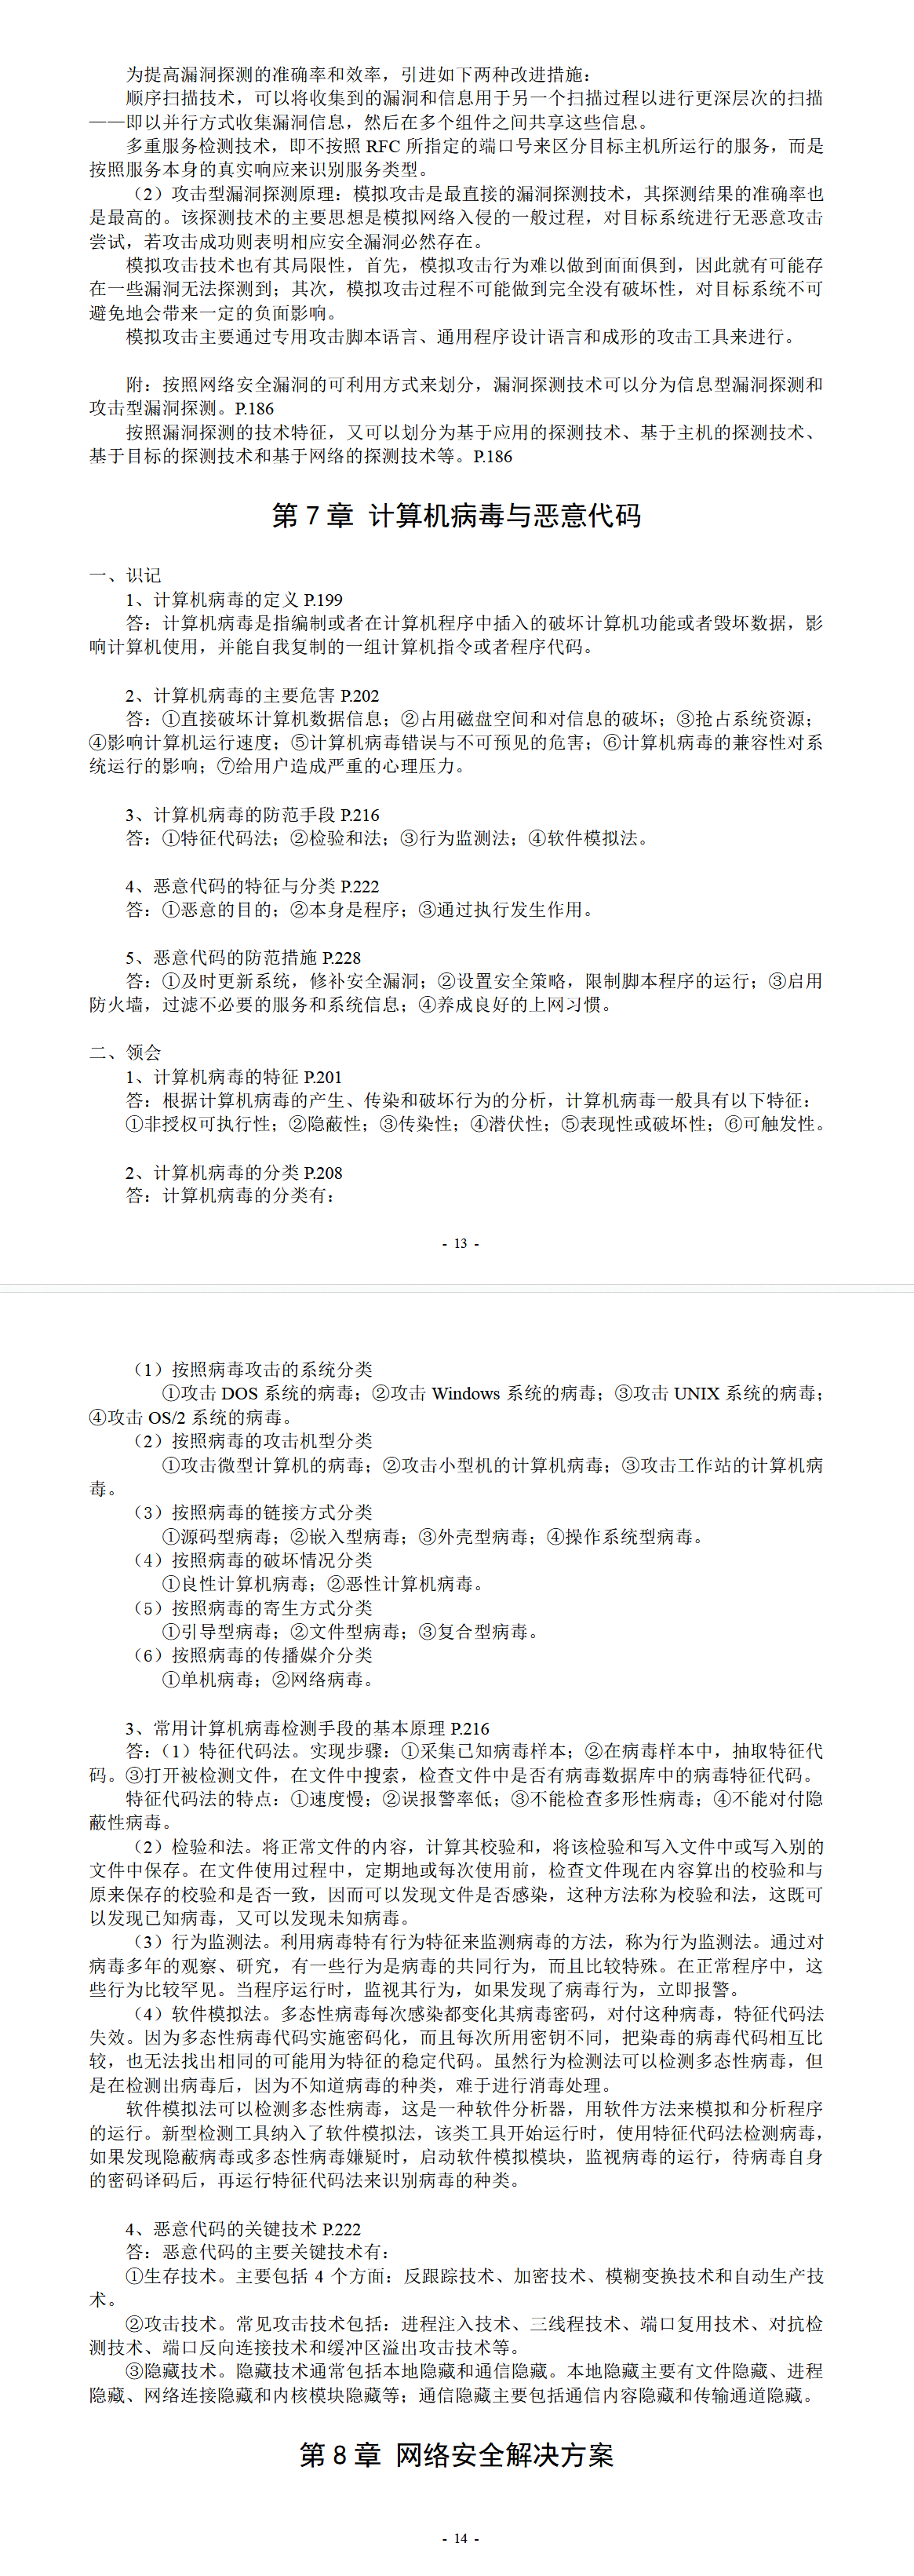 为提高漏洞探测的准确率和效率，引进如下两种改进措施：
顺序扫描技术，可以将收集到的漏洞和信息用于另一个扫描过程以进行更深层次的扫描
——即以并行方式收集漏洞信息，然后在多个组件之间共享这些信息。
多重服务检测技术，即不按照 RFC 所指定的端口号来区分目标主机所运行的服务，而是
按照服务本身的真实响应来识别服务类型。
（2）攻击型漏洞探测原理：模拟攻击是最直接的漏洞探测技术，其探测结果的准确率也
是最高的。该探测技术的主要思想是模拟网络入侵的一般过程，对目标系统进行无恶意攻击
尝试，若攻击成功则表明相应安全漏洞必然存在。
模拟攻击技术也有其局限性，首先，模拟攻击行为难以做到面面俱到，因此就有可能存
在一些漏洞无法探测到；其次，模拟攻击过程不可能做到完全没有破坏性，对目标系统不可
避免地会带来一定的负面影响。
模拟攻击主要通过专用攻击脚本语言、通用程序设计语言和成形的攻击工具来进行。
附：按照网络安全漏洞的可利用方式来划分，漏洞探测技术可以分为信息型漏洞探测和
攻击型漏洞探测。P.186
按照漏洞探测的技术特征，又可以划分为基于应用的探测技术、基于主机的探测技术、
基于目标的探测技术和基于网络的探测技术等。P.186
第 7 章 计算机病毒与恶意代码
一、识记
1、计算机病毒的定义 P.199
答：计算机病毒是指编制或者在计算机程序中插入的破坏计算机功能或者毁坏数据，影
响计算机使用，并能自我复制的一组计算机指令或者程序代码。
2、计算机病毒的主要危害 P.202
答：①直接破坏计算机数据信息；②占用磁盘空间和对信息的破坏；③抢占系统资源；
④影响计算机运行速度；⑤计算机病毒错误与不可预见的危害；⑥计算机病毒的兼容性对系
统运行的影响；⑦给用户造成严重的心理压力。
3、计算机病毒的防范手段 P.216
答：①特征代码法；②检验和法；③行为监测法；④软件模拟法。
4、恶意代码的特征与分类 P.222
答：①恶意的目的；②本身是程序；③通过执行发生作用。
5、恶意代码的防范措施 P.228
答：①及时更新系统，修补安全漏洞；②设置安全策略，限制脚本程序的运行；③启用
防火墙，过滤不必要的服务和系统信息；④养成良好的上网习惯。
二、领会
1、计算机病毒的特征 P.201
答：根据计算机病毒的产生、传染和破坏行为的分析，计算机病毒一般具有以下特征：
①非授权可执行性；②隐蔽性；③传染性；④潜伏性；⑤表现性或破坏性；⑥可触发性。
2、计算机病毒的分类 P.208
答：计算机病毒的分类有：
- 13 -
（1）按照病毒攻击的系统分类
①攻击 DOS 系统的病毒；②攻击 Windows 系统的病毒；③攻击 UNIX 系统的病毒；
④攻击 OS/2 系统的病毒。
（2）按照病毒的攻击机型分类
①攻击微型计算机的病毒；②攻击小型机的计算机病毒；③攻击工作站的计算机病
毒。
（3）按照病毒的链接方式分类
①源码型病毒；②嵌入型病毒；③外壳型病毒；④操作系统型病毒。
（4）按照病毒的破坏情况分类
①良性计算机病毒；②恶性计算机病毒。
（5）按照病毒的寄生方式分类
①引导型病毒；②文件型病毒；③复合型病毒。
（6）按照病毒的传播媒介分类
①单机病毒；②网络病毒。
3、常用计算机病毒检测手段的基本原理 P.216
答：（1）特征代码法。实现步骤：①采集已知病毒样本；②在病毒样本中，抽取特征代
码。③打开被检测文件，在文件中搜索，检查文件中是否有病毒数据库中的病毒特征代码。
特征代码法的特点：①速度慢；②误报警率低；③不能检查多形性病毒；④不能对付隐
蔽性病毒。
（2）检验和法。将正常文件的内容，计算其校验和，将该检验和写入文件中或写入别的
文件中保存。在文件使用过程中，定期地或每次使用前，检查文件现在内容算出的校验和与
原来保存的校验和是否一致，因而可以发现文件是否感染，这种方法称为校验和法，这既可
以发现已知病毒，又可以发现未知病毒。
（3）行为监测法。利用病毒特有行为特征来监测病毒的方法，称为行为监测法。通过对
病毒多年的观察、研究，有一些行为是病毒的共同行为，而且比较特殊。在正常程序中，这
些行为比较罕见。当程序运行时，监视其行为，如果发现了病毒行为，立即报警。
（4）软件模拟法。多态性病毒每次感染都变化其病毒密码，对付这种病毒，特征代码法
失效。因为多态性病毒代码实施密码化，而且每次所用密钥不同，把染毒的病毒代码相互比
较，也无法找出相同的可能用为特征的稳定代码。虽然行为检测法可以检测多态性病毒，但
是在检测出病毒后，因为不知道病毒的种类，难于进行消毒处理。
软件模拟法可以检测多态性病毒，这是一种软件分析器，用软件方法来模拟和分析程序
的运行。新型检测工具纳入了软件模拟法，该类工具开始运行时，使用特征代码法检测病毒，
如果发现隐蔽病毒或多态性病毒嫌疑时，启动软件模拟模块，监视病毒的运行，待病毒自身
的密码译码后，再运行特征代码法来识别病毒的种类。
4、恶意代码的关键技术 P.222
答：恶意代码的主要关键技术有：
①生存技术。主要包括 4 个方面：反跟踪技术、加密技术、模糊变换技术和自动生产技
术。
②攻击技术。常见攻击技术包括：进程注入技术、三线程技术、端口复用技术、对抗检
测技术、端口反向连接技术和缓冲区溢出攻击技术等。
③隐藏技术。隐藏技术通常包括本地隐藏和通信隐藏。本地隐藏主要有文件隐藏、进程
隐藏、网络连接隐藏和内核模块隐藏等；通信隐藏主要包括通信内容隐藏和传输通道隐藏。
第 8 章 网络安全解决方案
- 14 -